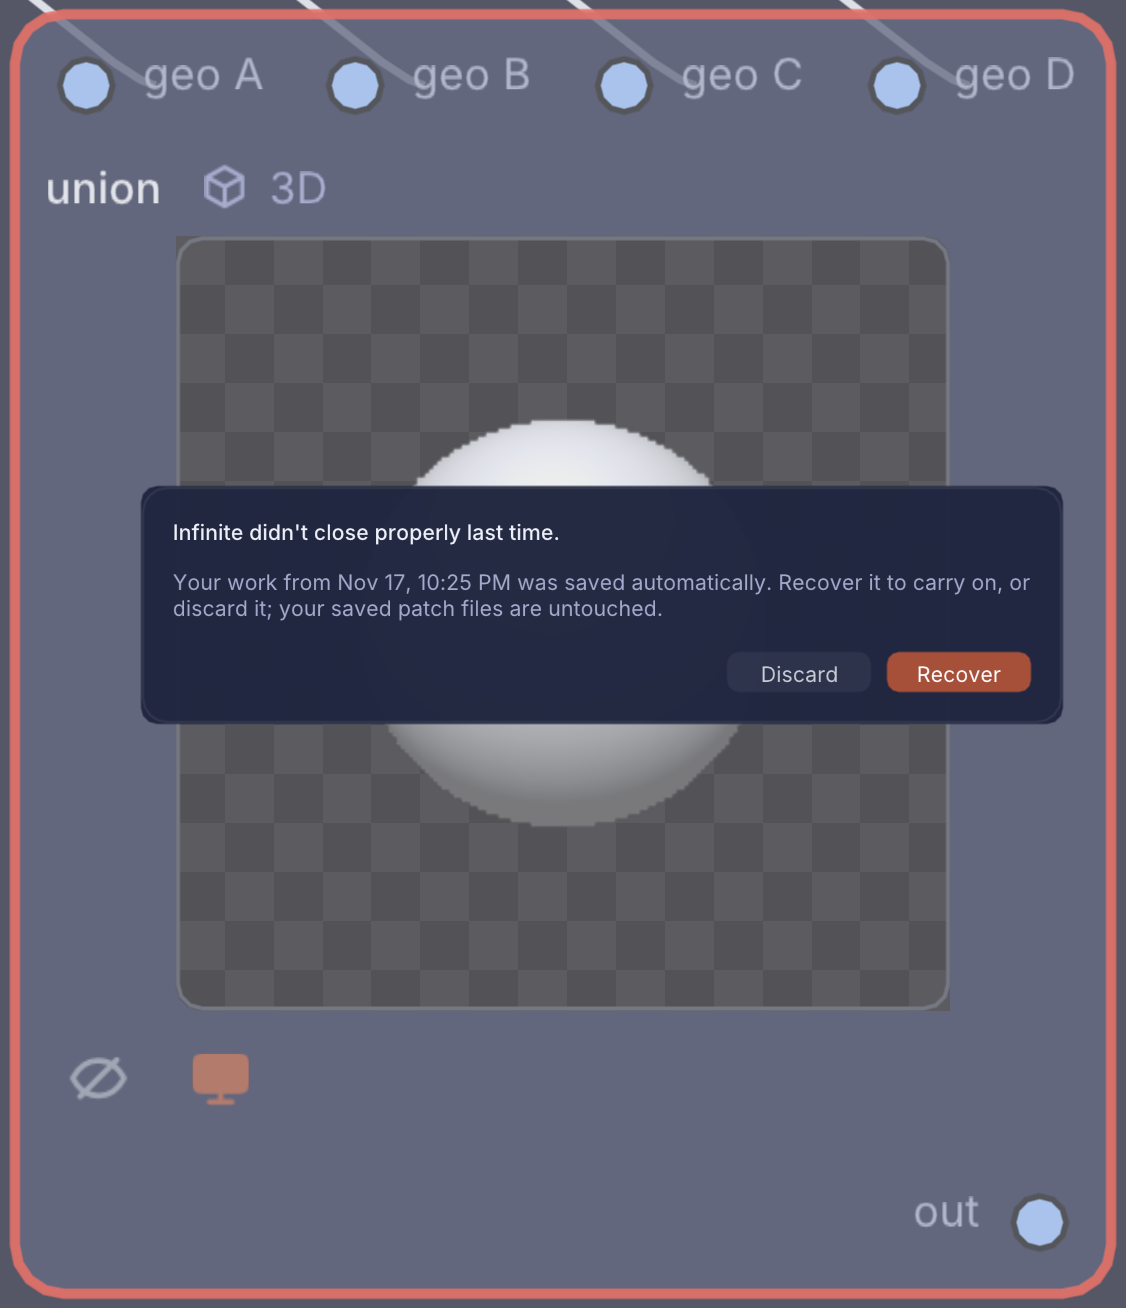 geo A geo B geo C geo D
union 3D
Infinite didn't close properly last time.
Your work from Nov 17, 10:25 PM was saved automatically. Recover it to carry on, or
discard it; your saved patch files are untouched.
Discard Recover
out